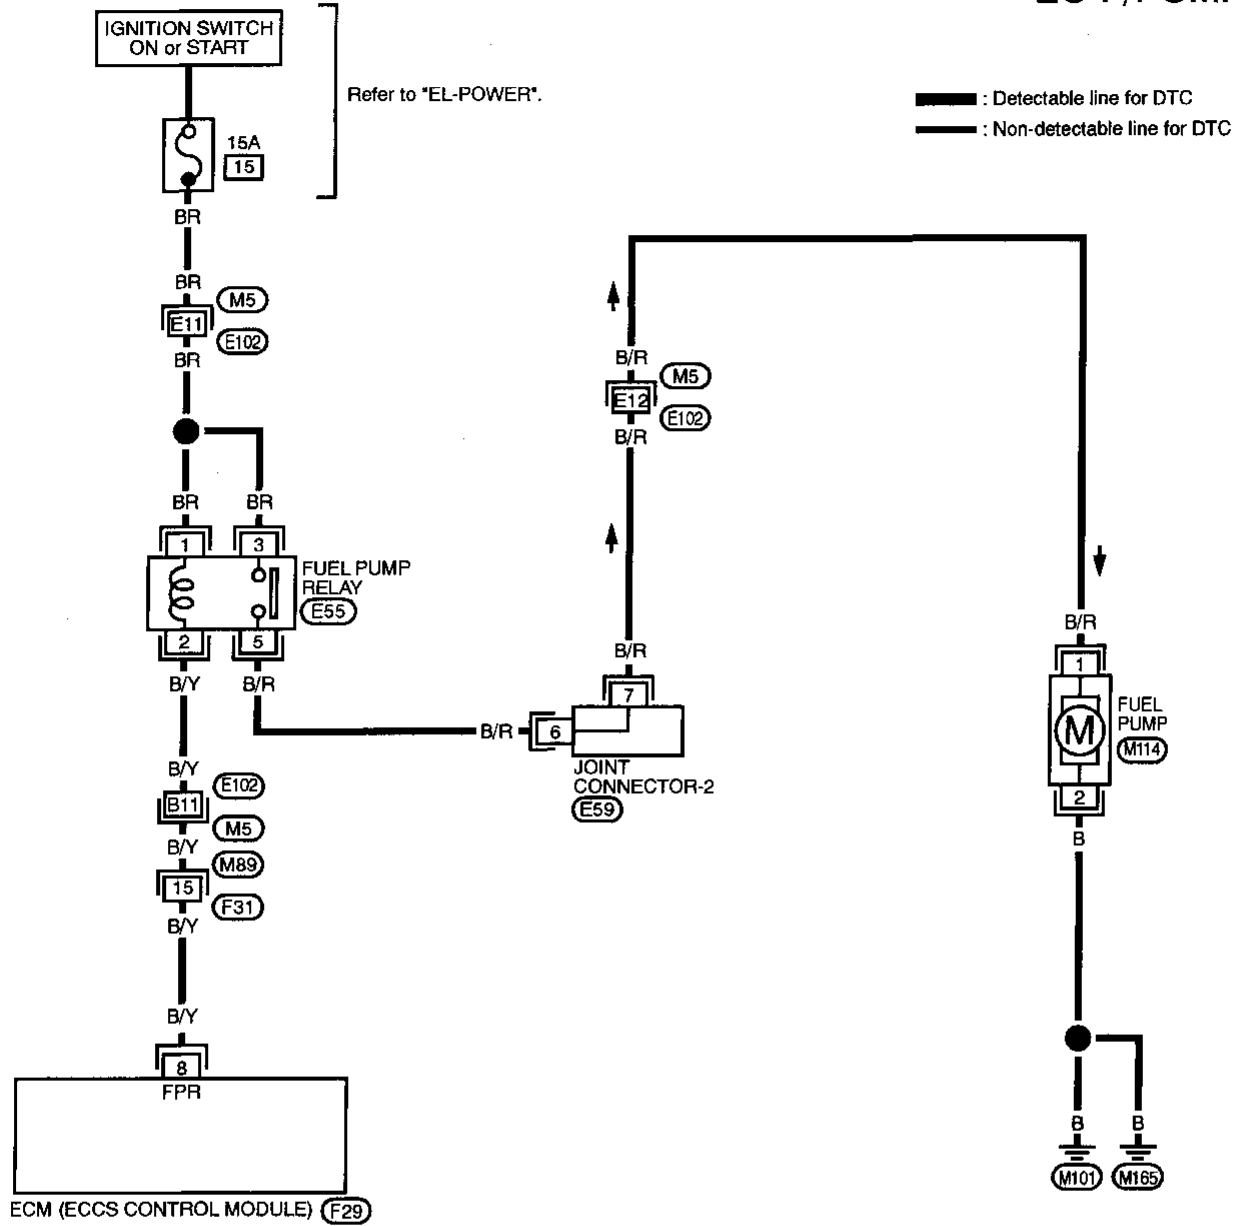 IGNITION SWITCH
ON or START
Refer to "EL-POWER".
: Detectable line for DTC
: Non-detectable line for DTC
15A
15
BR
BR
M5
E11
E102
BR
BR
BR
1
3
FUEL PUMP
RELAY
E55
2
5
B/Y
B/R
B/Y
E102
B11
M5
B/Y
M89
15
F31
B/Y
B/Y
8
FPR
ECM (ECCS CONTROL MODULE)
F29
B/R
M5
E12
E102
B/R
B/R
7
B/R
6
JOINT
CONNECTOR-2
E59
B/R
1
FUEL
PUMP
M114
M
2
B
B
B
M101
M165